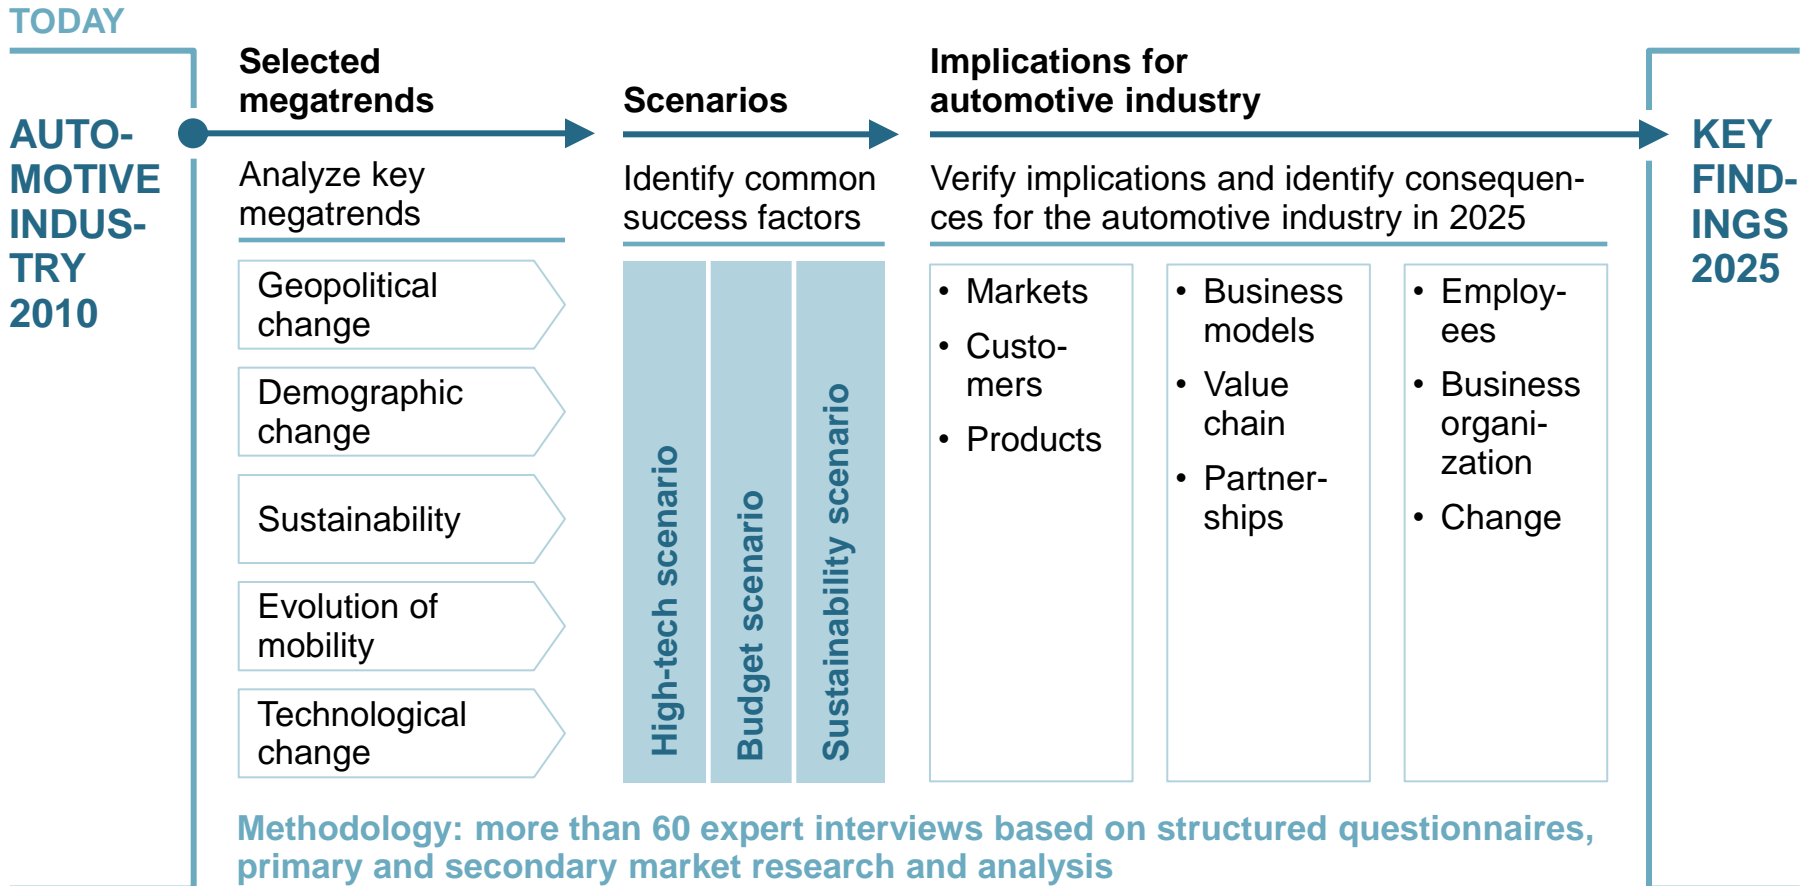 TODAY
AUTO-
MOTIVE
INDUS-
TRY
2010
Selected
megatrends
Analyze key
megatrends
Geopolitical
change
Demographic
change
Sustainability
Evolution of
mobility
Technological
change
Scenarios
Identify common
success factors
High-tech scenario
Budget scenario
Sustainability scenario
Implications for
automotive industry
Verify implications and identify consequen-
ces for the automotive industry in 2025
• Markets
• Custo-
mers
• Products
• Business
models
• Value
chain
• Partner-
ships
• Employ-
ees
• Business
organi-
zation
• Change
KEY
FIND-
INGS
2025
Methodology: more than 60 expert interviews based on structured questionnaires,
primary and secondary market research and analysis